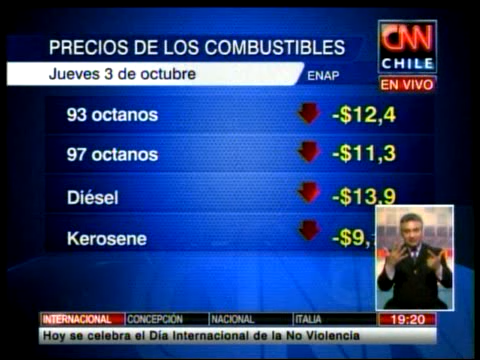 PRECIOS DE LOS COMBUSTIBLES
Jueves 3 de octubre
ENAP
CNN
CHILE
EN VIVO
93 octanos -$12,4
97 octanos -$11,3
Diésel -$13,9
Kerosene -$9,
INTERNACIONAL CONCEPCIÓN NACIONAL ITALIA 19:20
Hoy se celebra el Día Internacional de la No Violencia